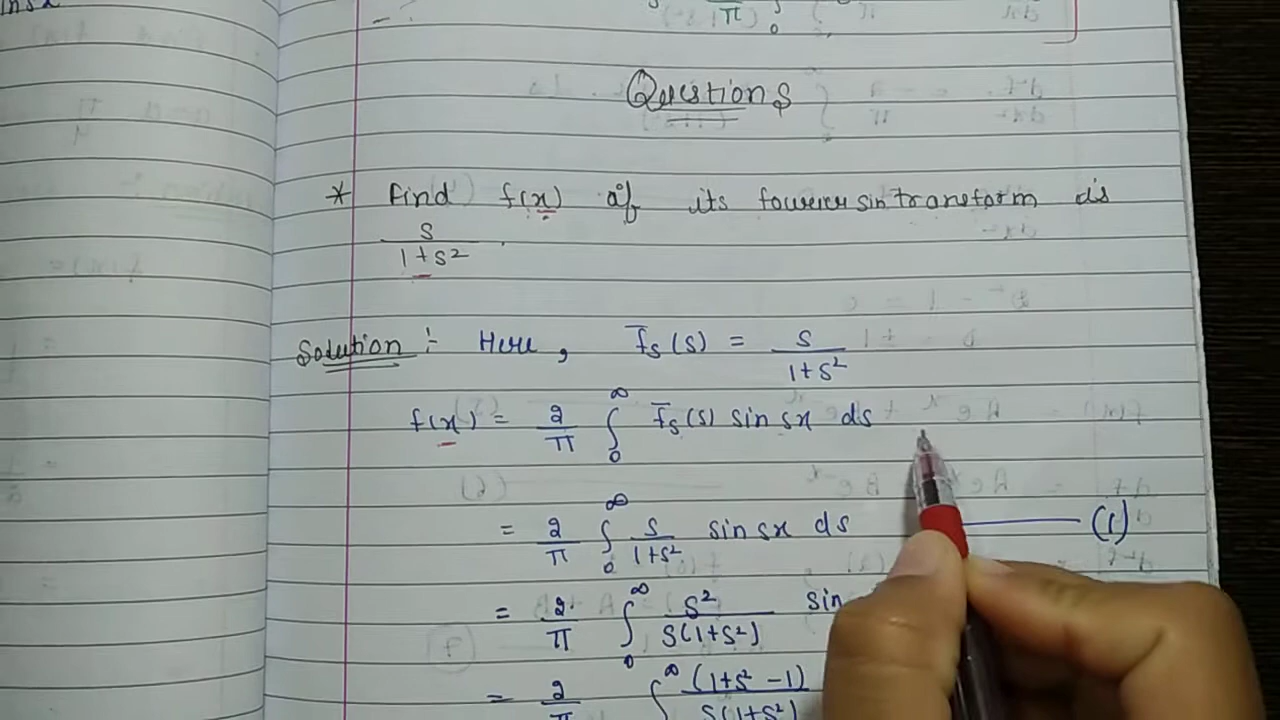 Questions
* Find f(x) if its fourier sin transform is
s
1+s²
Solution :- Here, f̅s(s) = s/1+s²
f(x) = 2/π ∫₀^∞ f̅s(s) sin sx ds
= 2/π ∫₀^∞ s/1+s² sin sx ds (1)
= 2/π ∫₀^∞ s²/s(1+s²) sin
= 2/π ∫ ^∞ (1+s²-1)/s(1+s²)